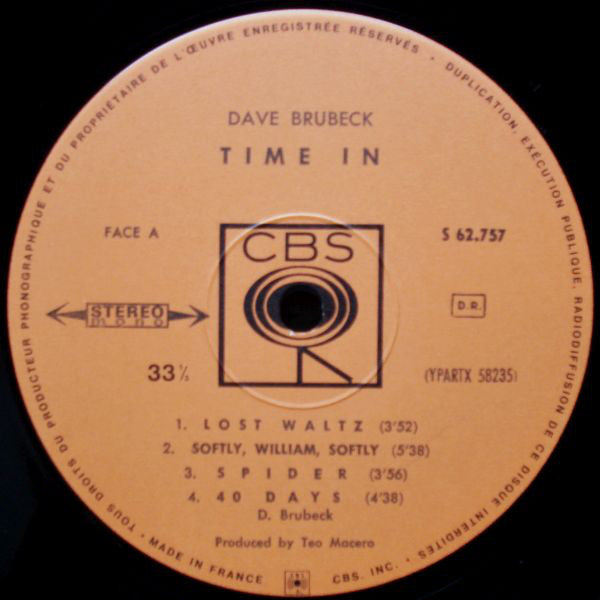 TOUS DROITS DU PRODUCTEUR PHONOGRAPHIQUE ET DU PROPRIÉTAIRE DE L'ŒUVRE ENREGISTRÉE RÉSERVÉS • DUPLICATION, EXÉCUTION PUBLIQUE, RADIODIFFUSION DE CE DISQUE INTERDITES •
DAVE BRUBECK
TIME IN
FACE A
CBS
S 62.757
STEREO
mono
D.R.
33 ⅓
(YPARTX 58235)
1. LOST WALTZ (3'52)
2. SOFTLY, WILLIAM, SOFTLY (5'38)
3. SPIDER (3'56)
4. 40 DAYS (4'38)
D. Brubeck
Produced by Teo Macero
• MADE IN FRANCE
CBS
CBS. INC. •